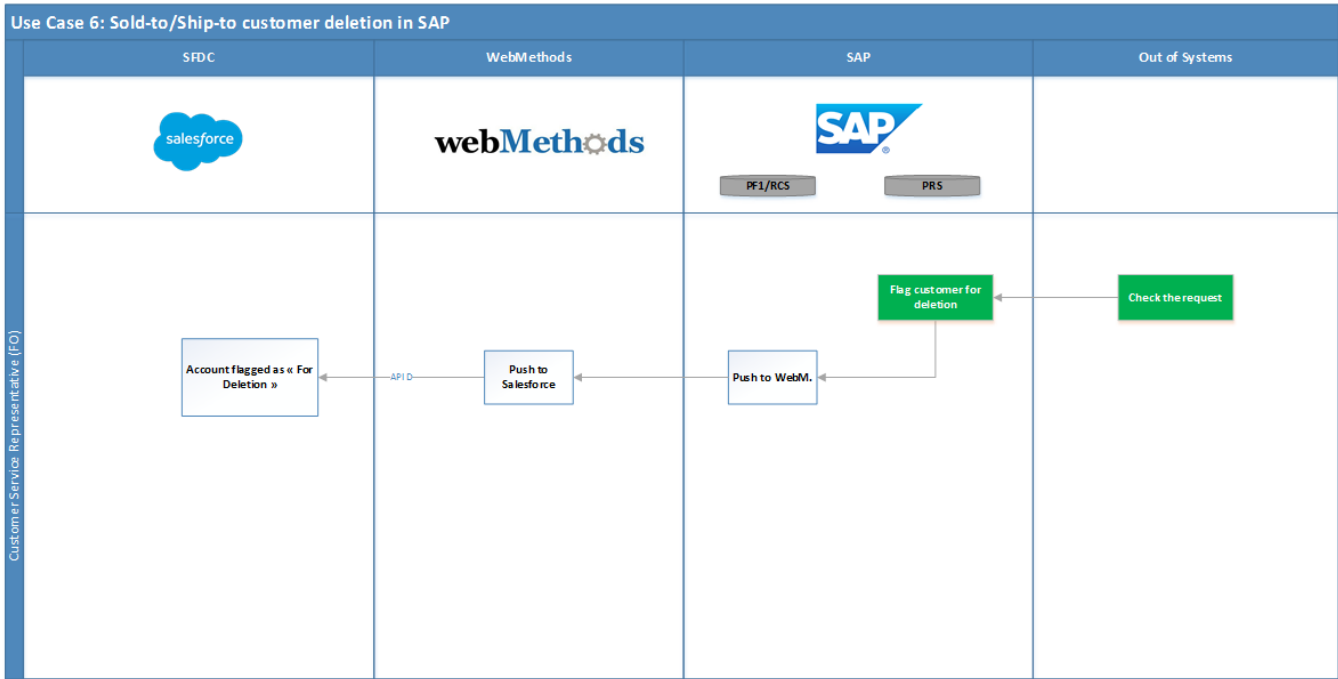 Use Case 6: Sold-to/Ship-to customer deletion in SAP
SFDC
WebMethods
SAP
Out of Systems
salesforce
webMethods
SAP
®
PF1/RCS
PRS
Customer Service Representative (FO)
Flag customer for
deletion
Check the request
Account flagged as « For
Deletion »
API D
Push to
Salesforce
Push to WebM.